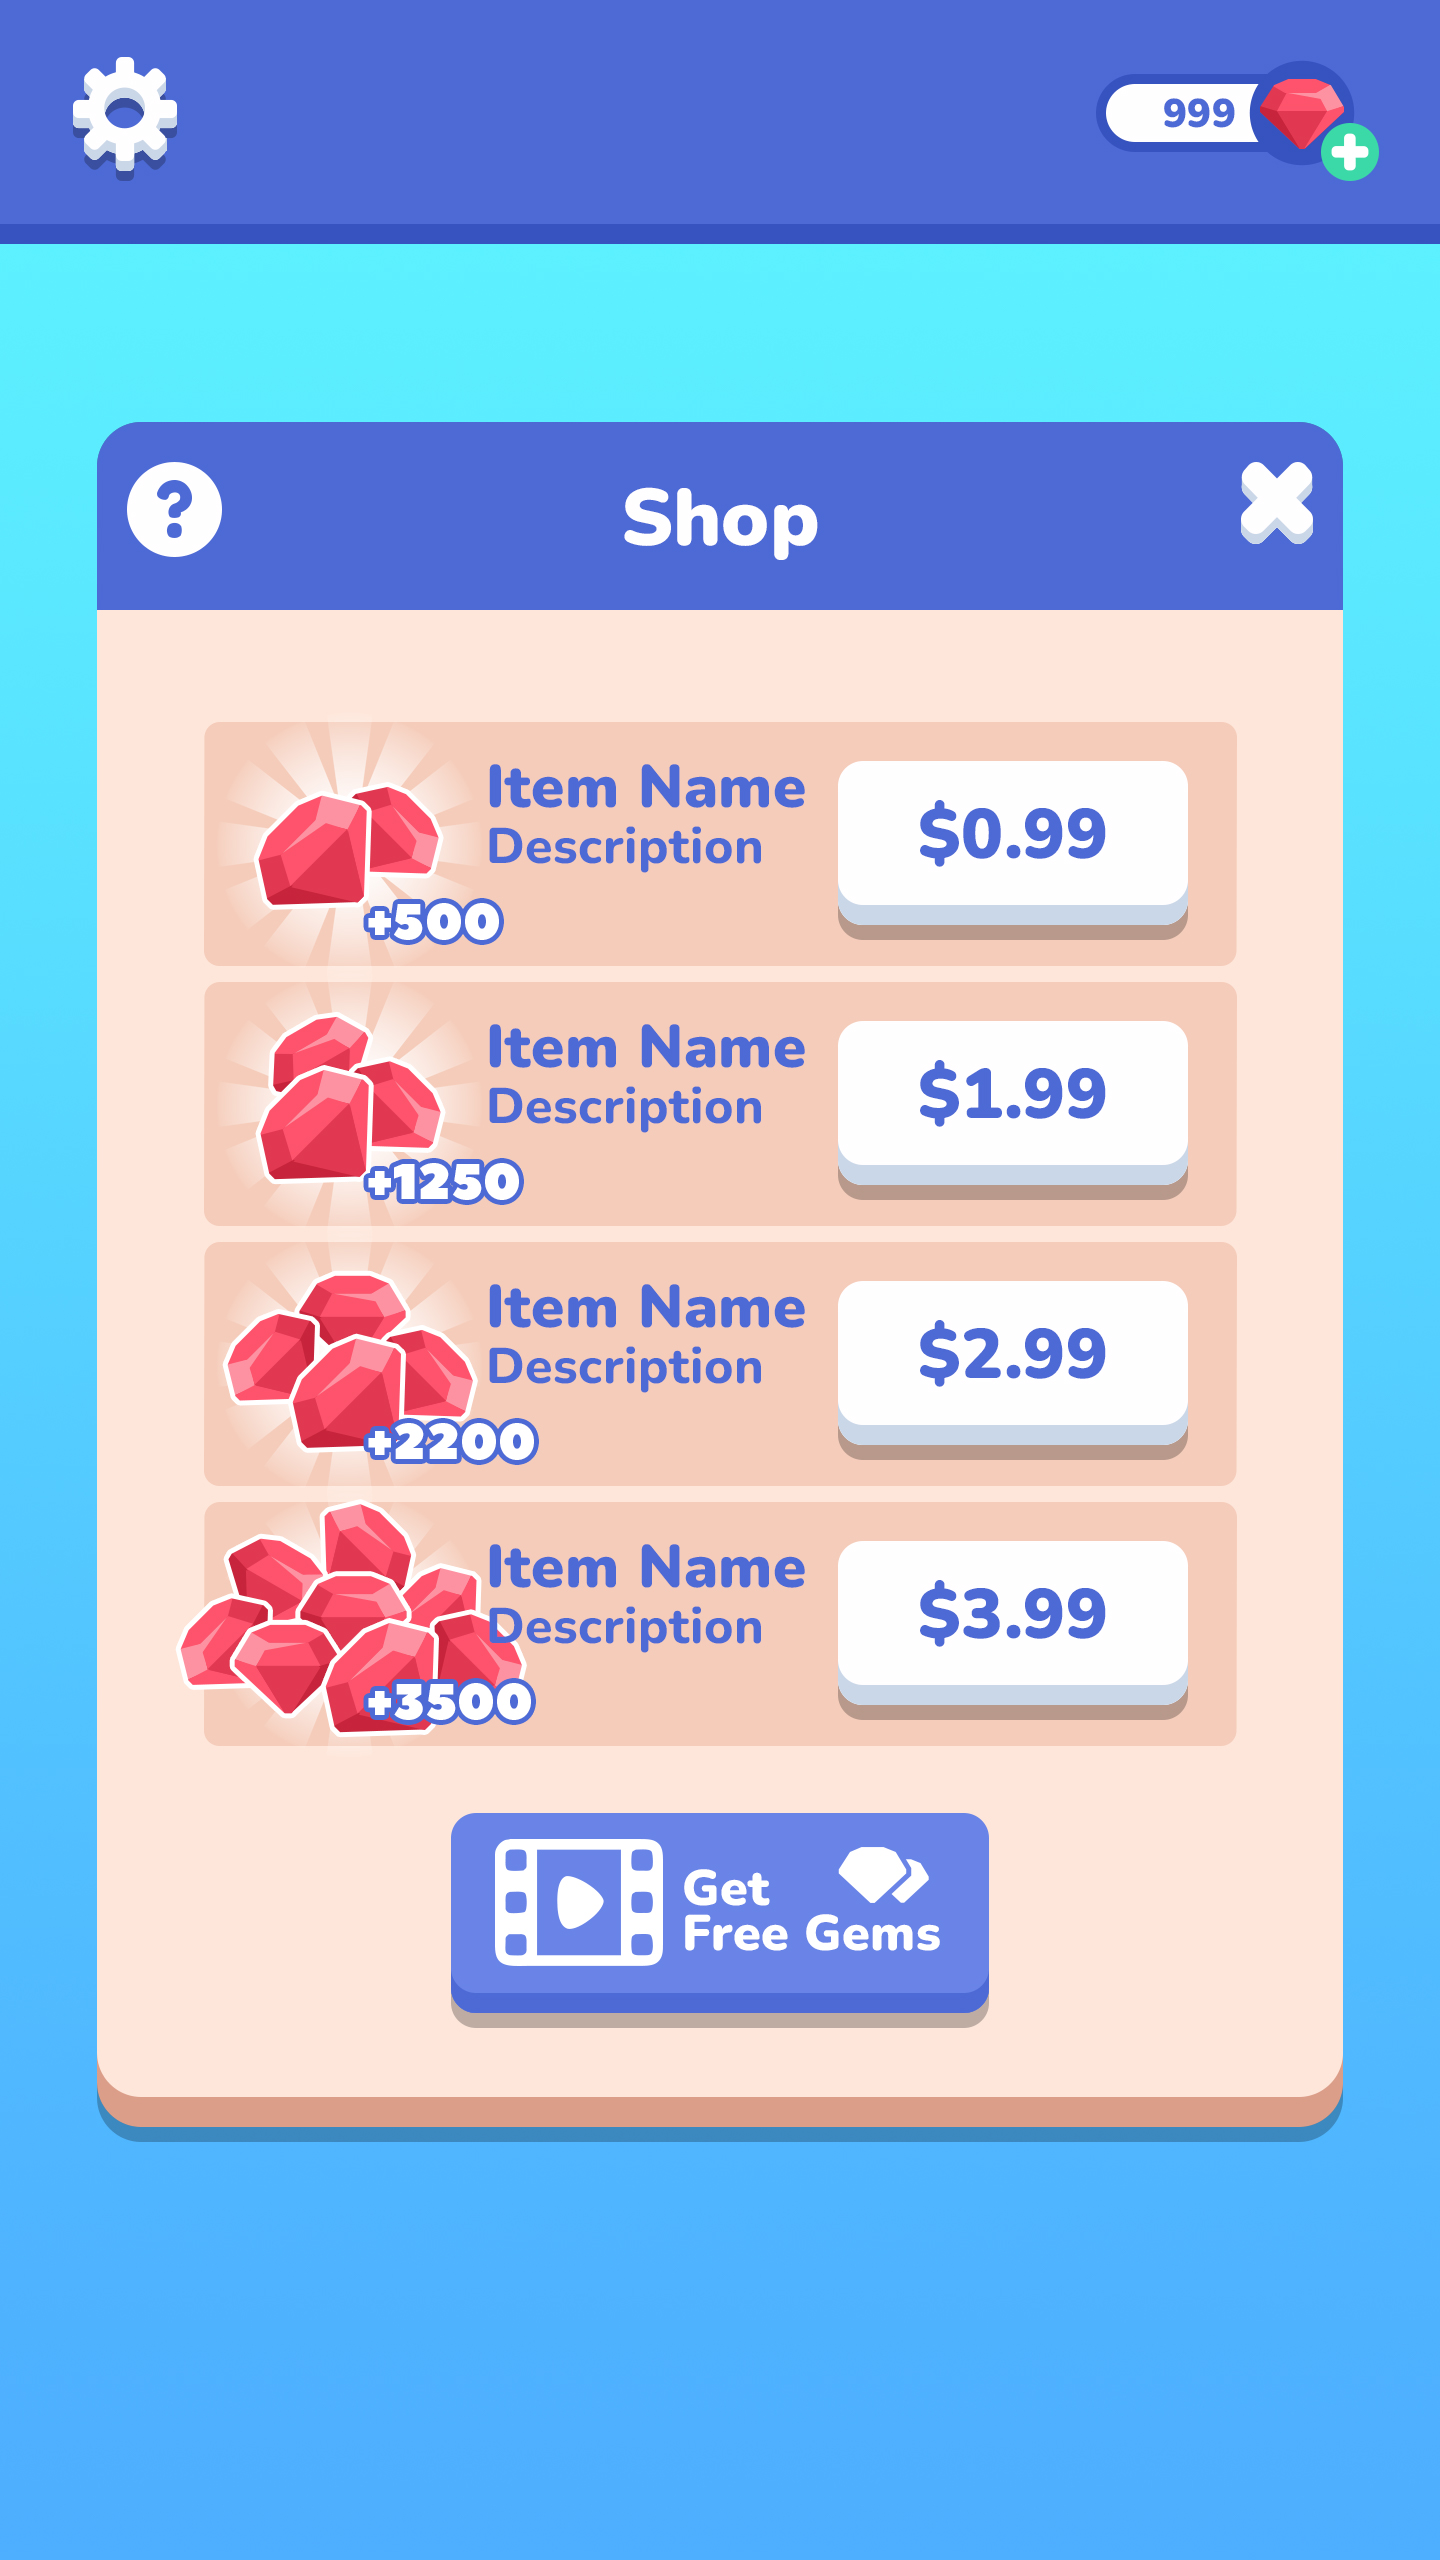 999
Shop
Item Name
Description
+500
$0.99
Item Name
Description
+1250
$1.99
Item Name
Description
+2200
$2.99
Item Name
Description
+3500
$3.99
Get
Free Gems